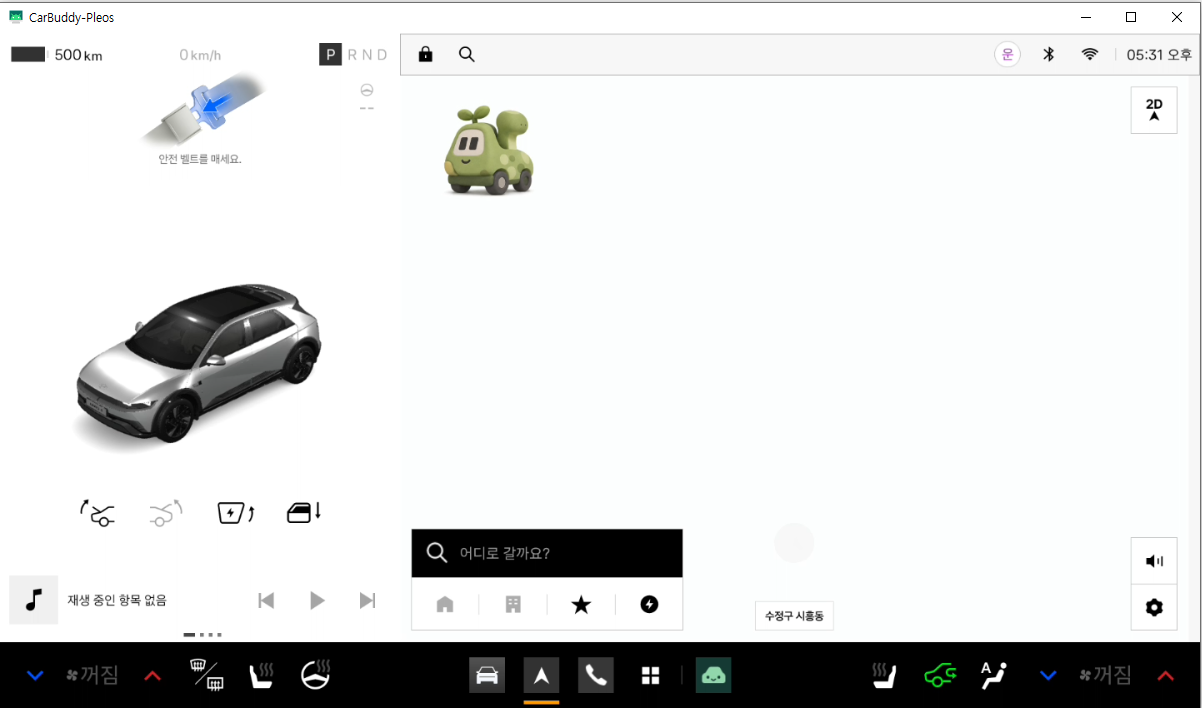 CarBuddy-Pleos
500 km
0 km/h
P R N D
운
05:31 오후
안전 벨트를 매세요.
2D
어디로 갈까요?
수정구 시흥동
재생 중인 항목 없음
꺼짐
A
꺼짐